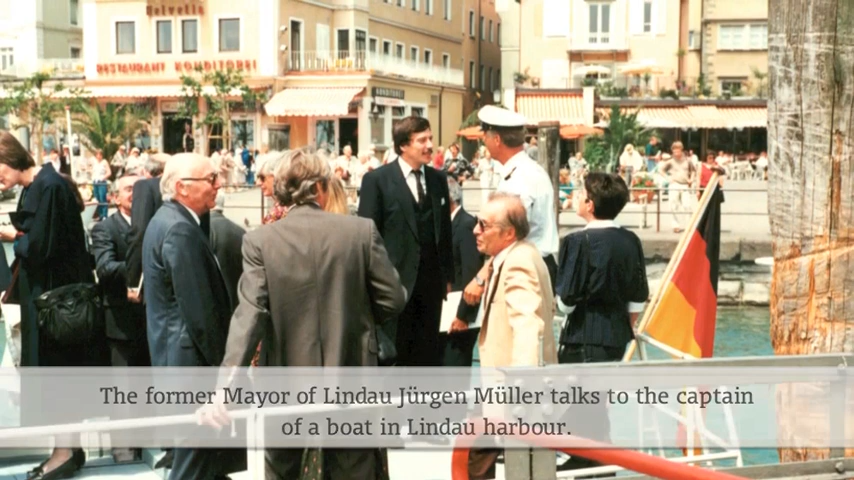 Helvetia
RESTAURANT KONDITOREI
KONDITOREI
The former Mayor of Lindau Jürgen Müller talks to the captain
of a boat in Lindau harbour.